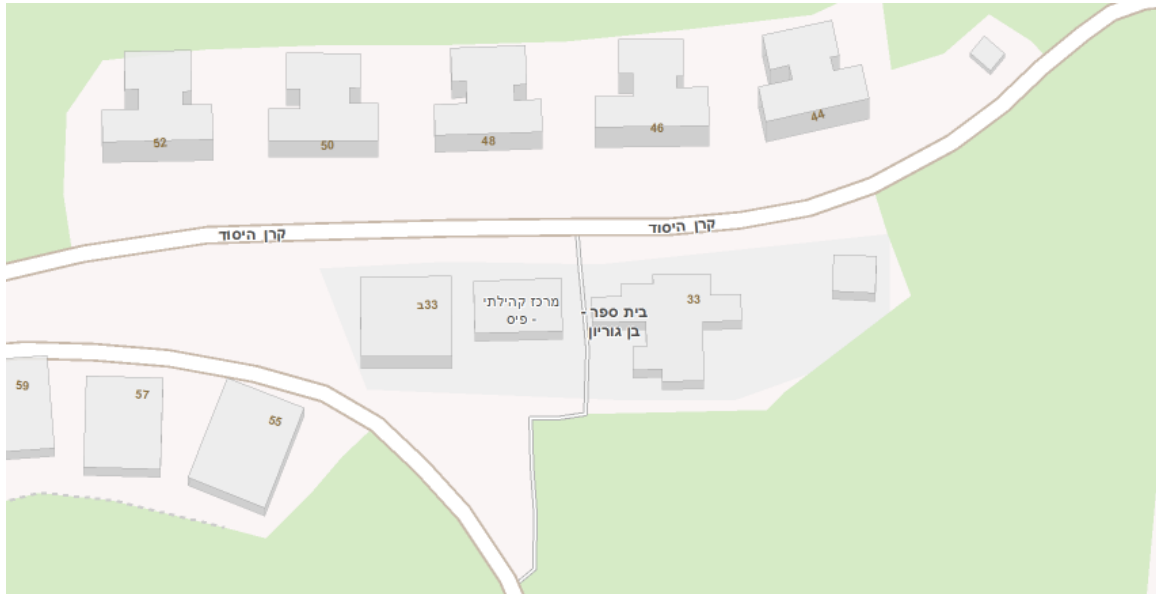 52
50
48
46
44
קרן היסוד
קרן היסוד
33ב
מרכז קהילתי
- פיס
בית ספר -
בן גוריון
33
59
57
55